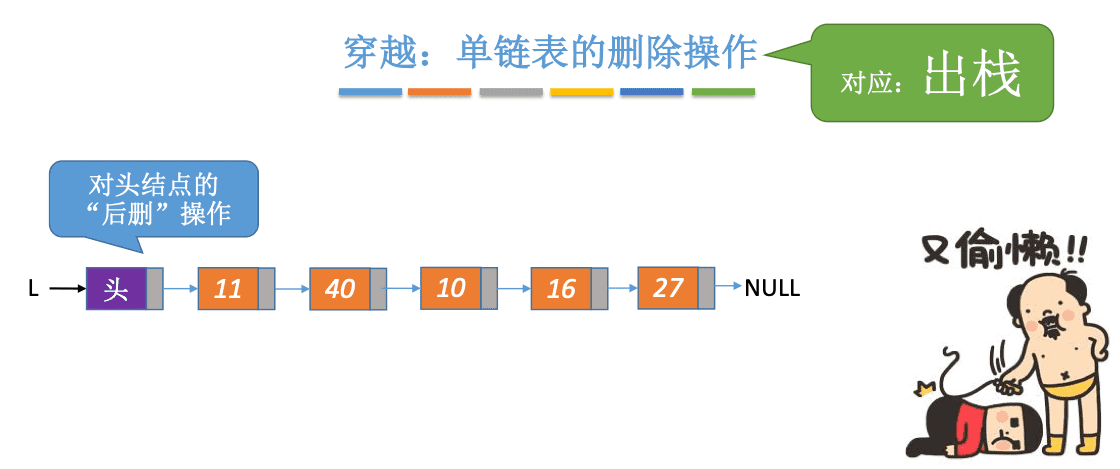 穿越：单链表的删除操作
对应：出栈
对头结点的
“后删”操作
L 头 11 40 10 16 27 NULL
又偷懒!!